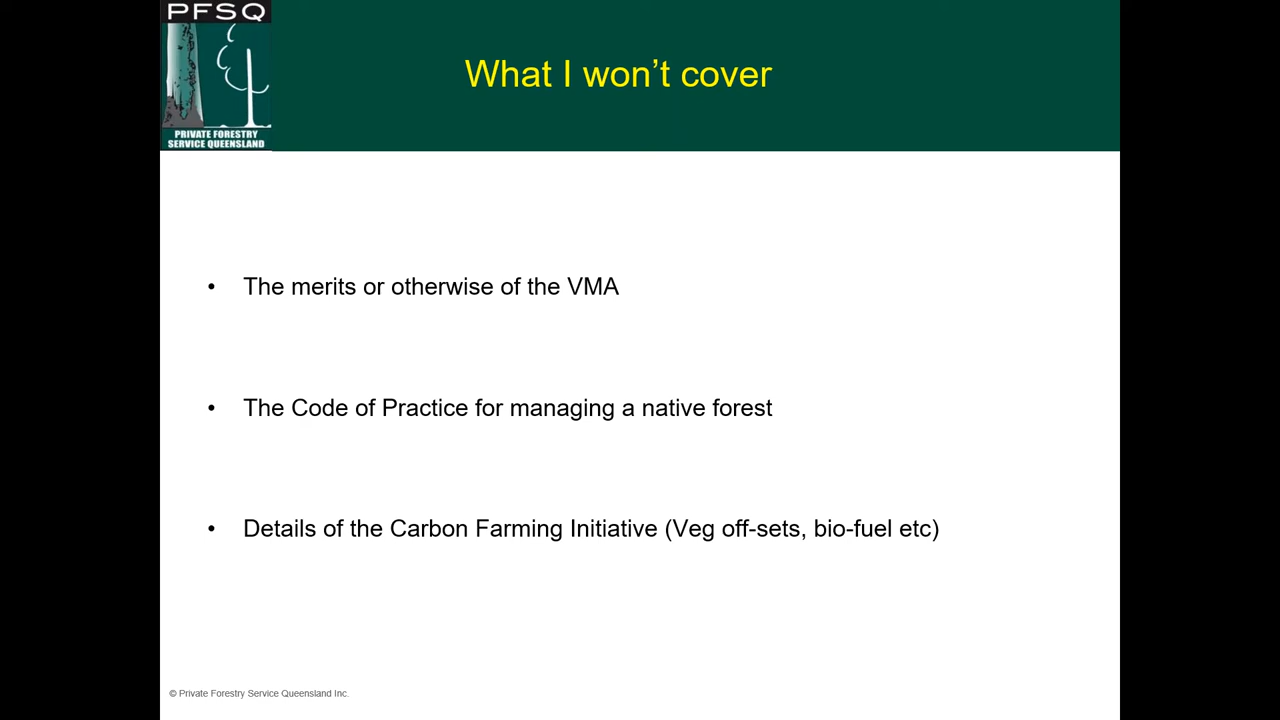 PFSQ
PRIVATE FORESTRY
SERVICE QUEENSLAND
What I won’t cover
• The merits or otherwise of the VMA
• The Code of Practice for managing a native forest
• Details of the Carbon Farming Initiative (Veg off-sets, bio-fuel etc)
© Private Forestry Service Queensland Inc.